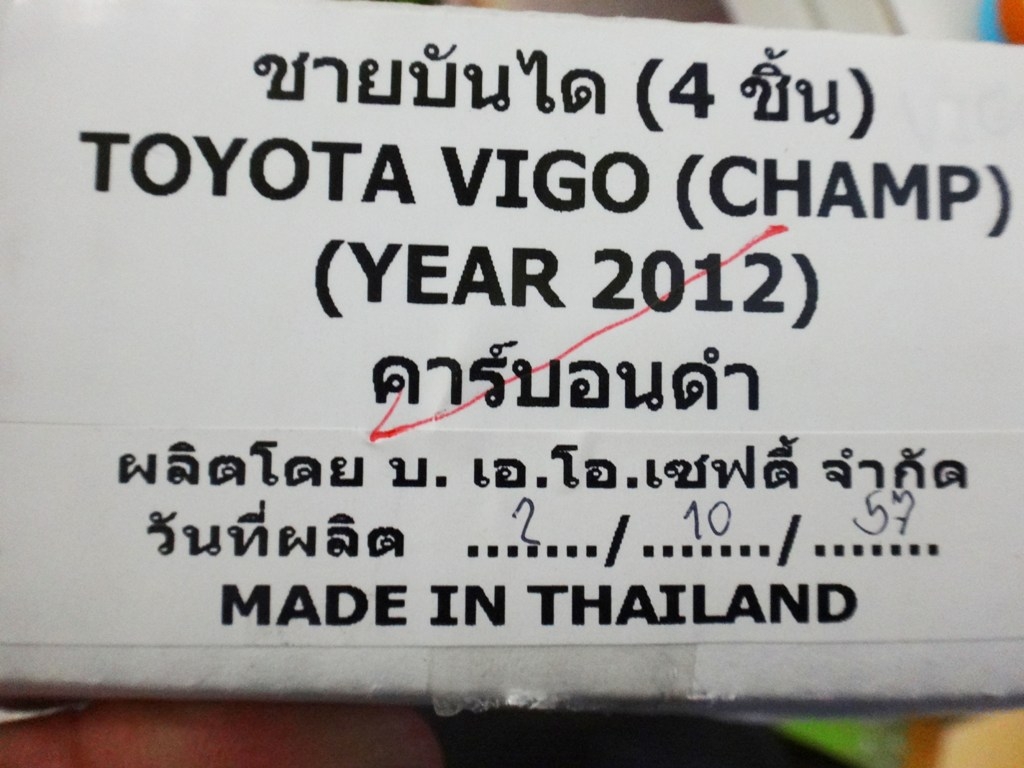 ชายบันได (4 ชิ้น)
TOYOTA VIGO (CHAMP)
(YEAR 2012)
คาร์บอนดำ
ผลิตโดย บ. เอ.โอ.เซฟตี้ จำกัด
วันที่ผลิต ...2.../...10.../...57...
MADE IN THAILAND